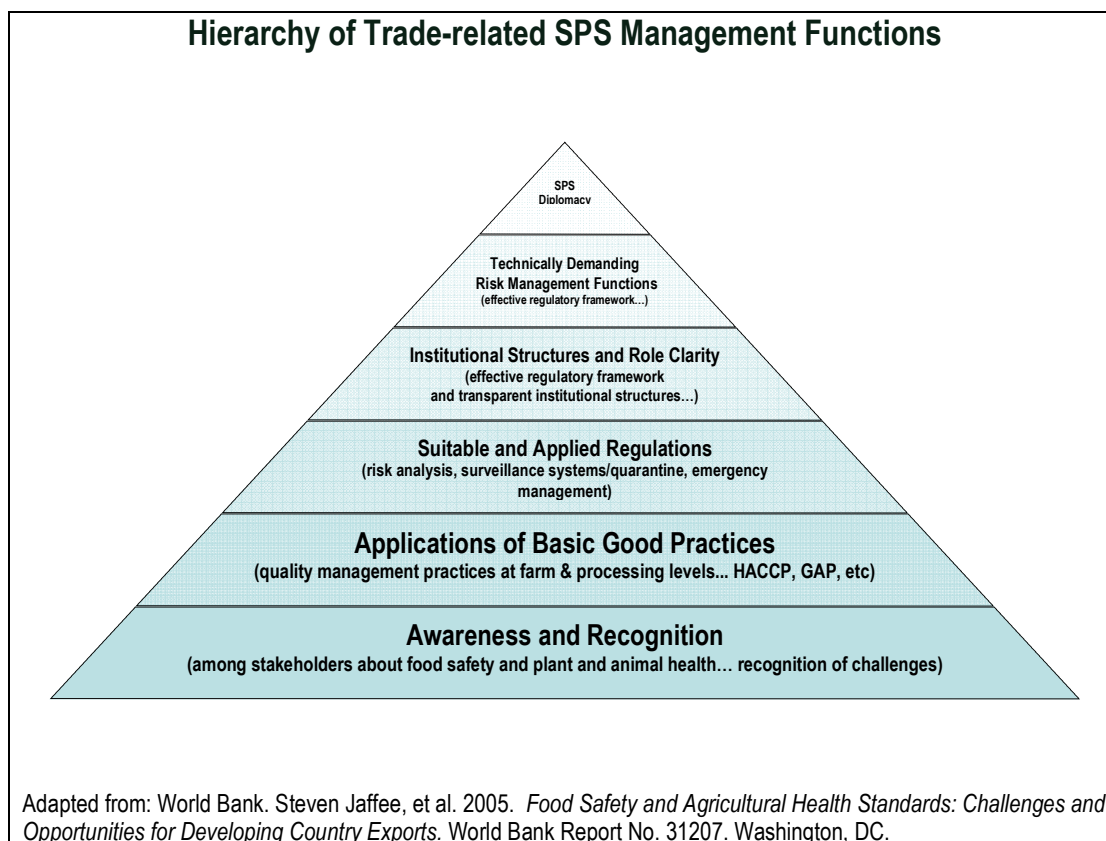 Hierarchy of Trade-related SPS Management Functions
SPS
Diplomacy
Technically Demanding
Risk Management Functions
(effective regulatory framework…)
Institutional Structures and Role Clarity
(effective regulatory framework
and transparent institutional structures…)
Suitable and Applied Regulations
(risk analysis, surveillance systems/quarantine, emergency
management)
Applications of Basic Good Practices
(quality management practices at farm & processing levels... HACCP, GAP, etc)
Awareness and Recognition
(among stakeholders about food safety and plant and animal health… recognition of challenges)
Adapted from: World Bank. Steven Jaffee, et al. 2005. Food Safety and Agricultural Health Standards: Challenges and
Opportunities for Developing Country Exports. World Bank Report No. 31207. Washington, DC.